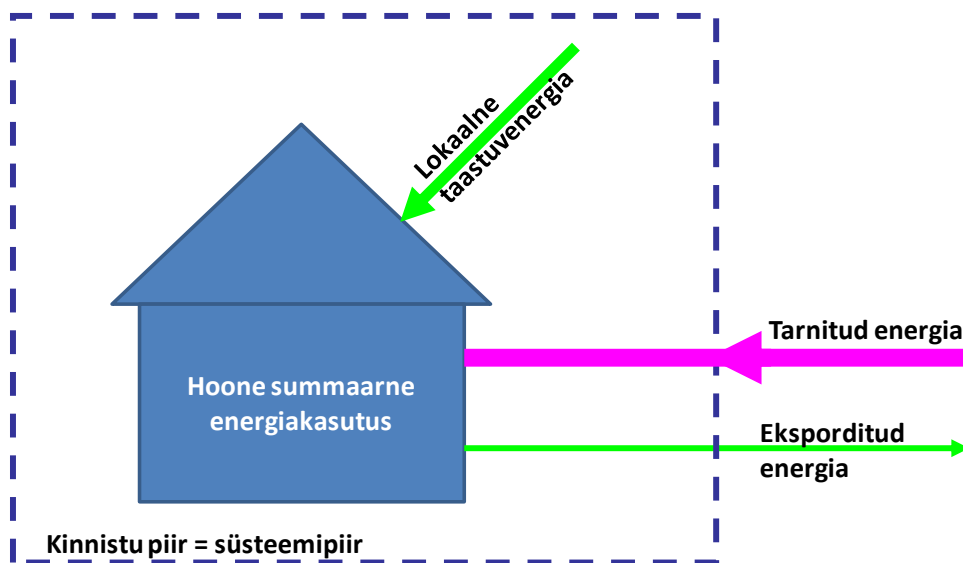 Lokaalne
taastuvenergia
Tarnitud energia
Hoone summaarne
energiakasutus
Eksporditud
energia
Kinnistu piir = süsteemipiir